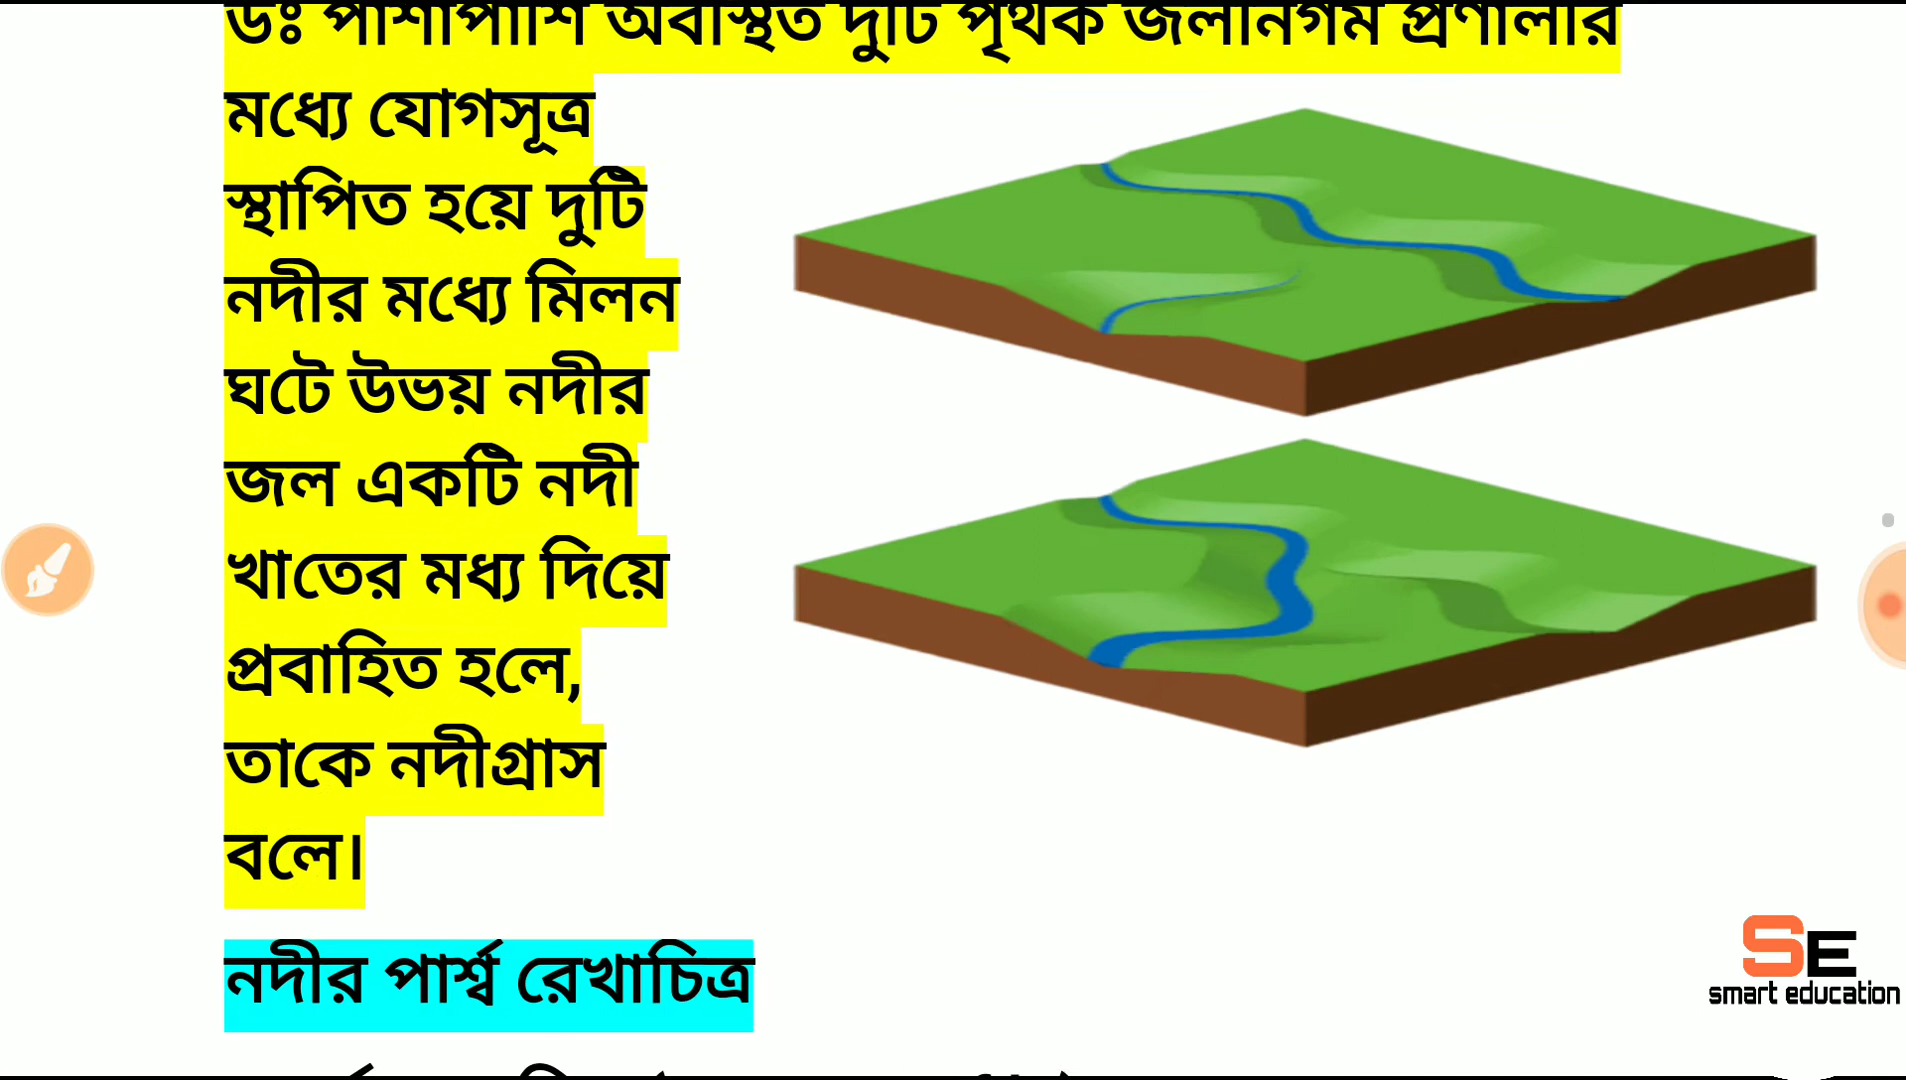 ডঃ পাশাপাশি অবস্থিত দুটি পৃথক জলনির্গম প্রণালীর
মধ্যে যোগসূত্র
স্থাপিত হয়ে দুটি
নদীর মধ্যে মিলন
ঘটে উভয় নদীর
জল একটি নদী
খাতের মধ্য দিয়ে
প্রবাহিত হলে,
তাকে নদীগ্রাস
বলে।
নদীর পার্শ্ব রেখাচিত্র
SE
smart education